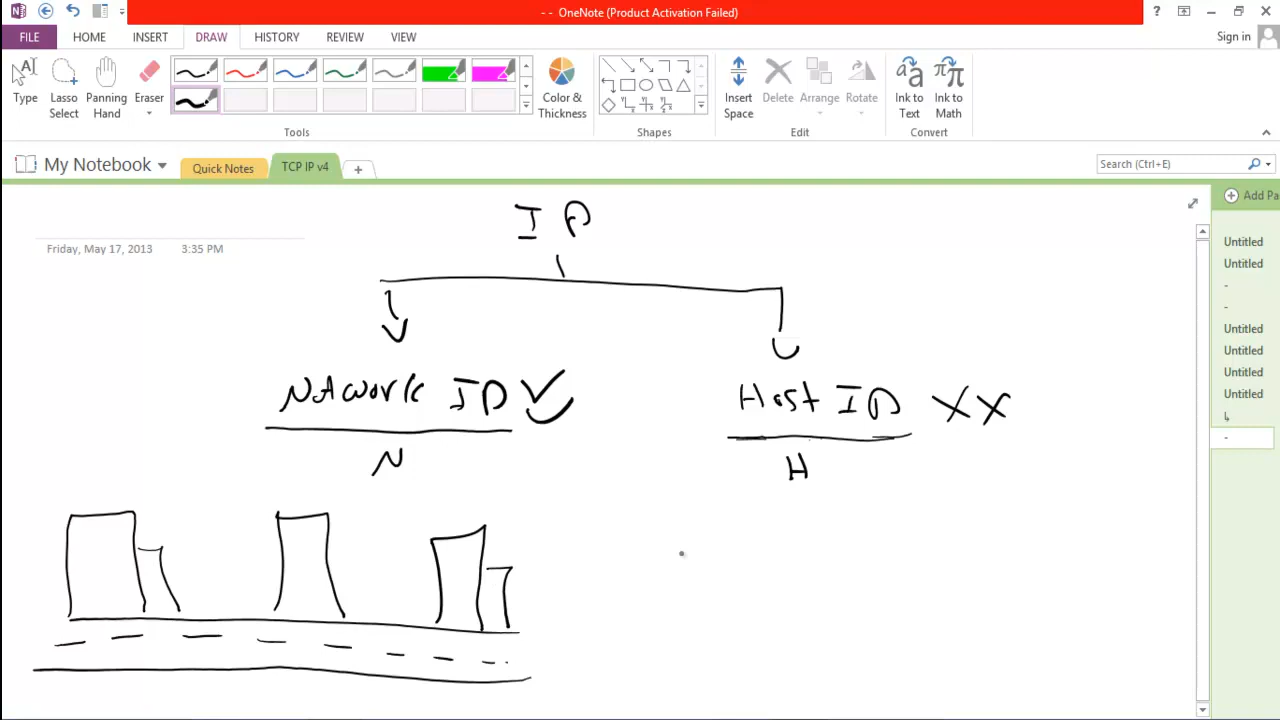 - - OneNote (Product Activation Failed)
?
FILE HOME INSERT DRAW HISTORY REVIEW VIEW
Sign in
Type
Lasso Select
Panning Hand
Eraser
Color & Thickness
Insert Space
Delete
Arrange
Rotate
Ink to Text
Ink to Math
Tools
Shapes
Edit
Convert
My Notebook
Quick Notes
TCP IP v4
+
Search (Ctrl+E)
Add Pa
Friday, May 17, 2013 3:35 PM
IP
Network ID
Host ID XX
N
H
Untitled
Untitled
-
-
Untitled
Untitled
Untitled
Untitled
-